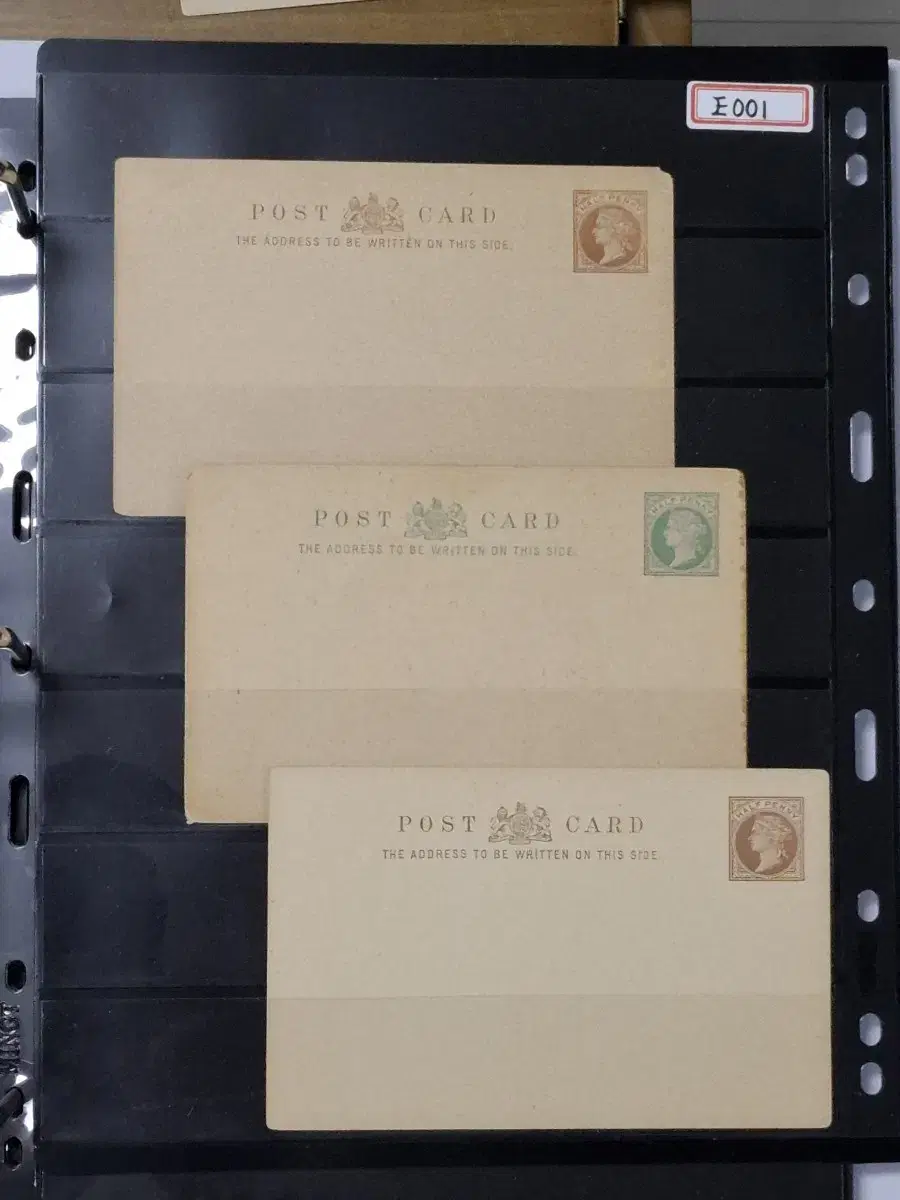 E001
POST CARD
THE ADDRESS TO BE WRITTEN ON THIS SIDE.
HALF PENNY
POST CARD
THE ADDRESS TO BE WRITTEN ON THIS SIDE.
HALF PENNY
POST CARD
THE ADDRESS TO BE WRITTEN ON THIS SIDE.
HALF PENNY